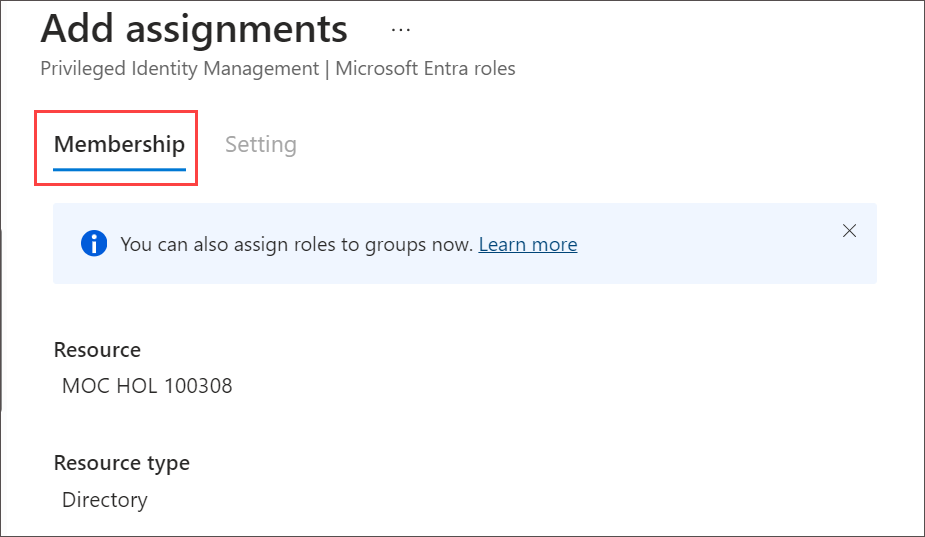 Add assignments ...
Privileged Identity Management | Microsoft Entra roles
Membership Setting
You can also assign roles to groups now. Learn more
Resource
MOC HOL 100308
Resource type
Directory